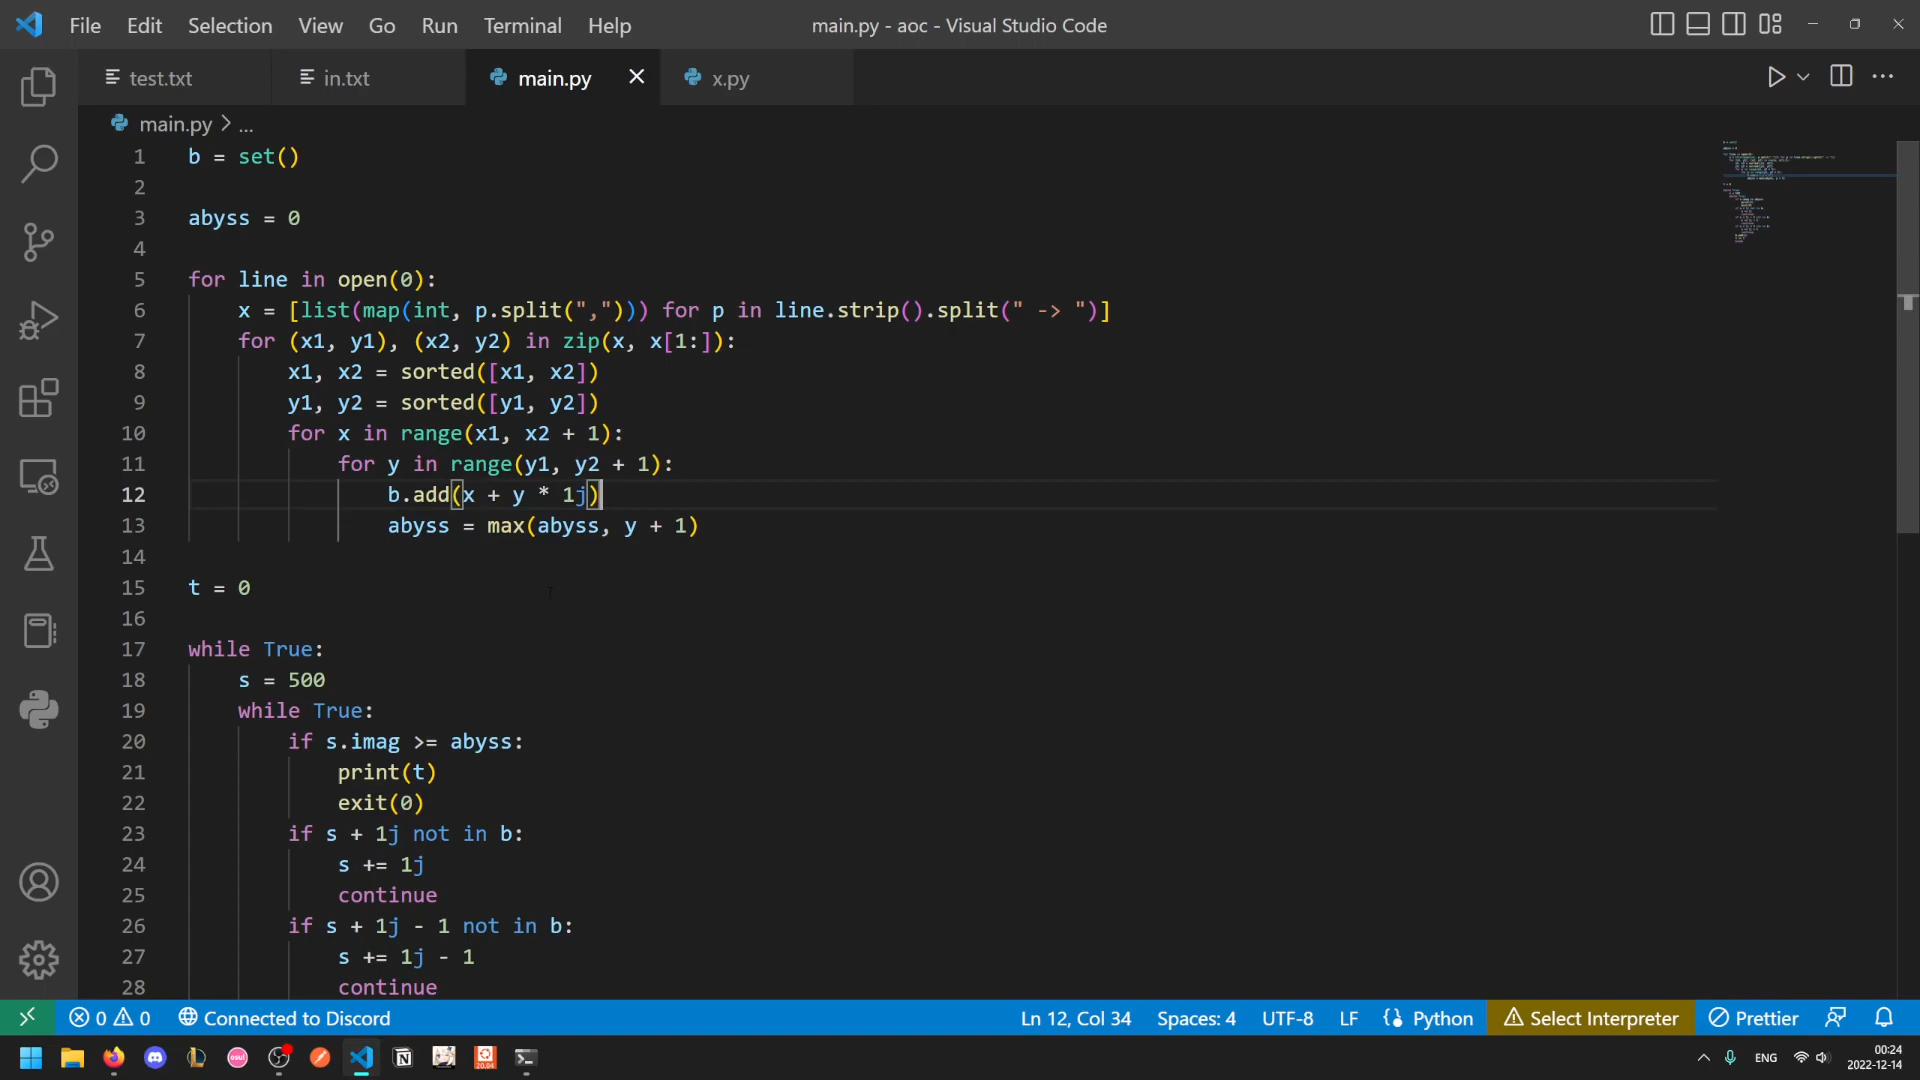 File Edit Selection View Go Run Terminal Help main.py - aoc - Visual Studio Code
test.txt in.txt main.py x.py
main.py > ...
1 b = set()
2
3 abyss = 0
4
5 for line in open(0):
6 x = [list(map(int, p.split(","))) for p in line.strip().split(" -> ")]
7 for (x1, y1), (x2, y2) in zip(x, x[1:]):
8 x1, x2 = sorted([x1, x2])
9 y1, y2 = sorted([y1, y2])
10 for x in range(x1, x2 + 1):
11 for y in range(y1, y2 + 1):
12 b.add(x + y * 1j)
13 abyss = max(abyss, y + 1)
14
15 t = 0
16
17 while True:
18 s = 500
19 while True:
20 if s.imag >= abyss:
21 print(t)
22 exit(0)
23 if s + 1j not in b:
24 s += 1j
25 continue
26 if s + 1j - 1 not in b:
27 s += 1j - 1
28 continue
0 0 Connected to Discord Ln 12, Col 34 Spaces: 4 UTF-8 LF Python Select Interpreter Prettier
osu! 20.04 ENG 00:24
2022-12-14